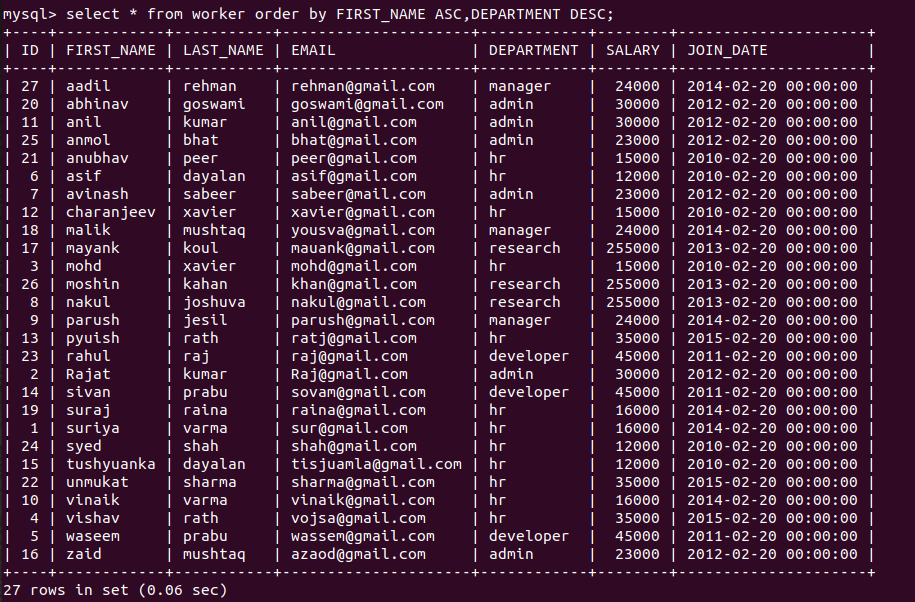 mysql> select * from worker order by FIRST_NAME ASC,DEPARTMENT DESC;
+----+------------+-----------+---------------------+------------+--------+---------------------+
| ID | FIRST_NAME | LAST_NAME | EMAIL               | DEPARTMENT | SALARY | JOIN_DATE           |
+----+------------+-----------+---------------------+------------+--------+---------------------+
| 27 | aadil      | rehman    | rehman@gmail.com    | manager    |  24000 | 2014-02-20 00:00:00 |
| 20 | abhinav    | goswami   | goswami@gmail.com   | admin      |  30000 | 2012-02-20 00:00:00 |
| 11 | anil       | kumar     | anil@gmail.com      | admin      |  30000 | 2012-02-20 00:00:00 |
| 25 | anmol      | bhat      | bhat@gmail.com      | admin      |  23000 | 2012-02-20 00:00:00 |
| 21 | anubhav    | peer      | peer@gmail.com      | hr         |  15000 | 2010-02-20 00:00:00 |
|  6 | asif       | dayalan   | asif@gmail.com      | hr         |  12000 | 2010-02-20 00:00:00 |
|  7 | avinash    | sabeer    | sabeer@mail.com     | admin      |  23000 | 2012-02-20 00:00:00 |
| 12 | charanjeev | xavier    | xavier@gmail.com    | hr         |  15000 | 2010-02-20 00:00:00 |
| 18 | malik      | mushtaq   | yousva@gmail.com    | manager    |  24000 | 2014-02-20 00:00:00 |
| 17 | mayank     | koul      | mauank@gmail.com    | research   | 255000 | 2013-02-20 00:00:00 |
|  3 | mohd       | xavier    | mohd@gmail.com      | hr         |  15000 | 2010-02-20 00:00:00 |
| 26 | moshin     | kahan     | khan@gmail.com      | research   | 255000 | 2013-02-20 00:00:00 |
|  8 | nakul      | joshuva   | nakul@gmail.com     | research   | 255000 | 2013-02-20 00:00:00 |
|  9 | parush     | jesil     | parush@gmail.com    | manager    |  24000 | 2014-02-20 00:00:00 |
| 13 | pyuish     | rath      | ratj@gmail.com      | hr         |  35000 | 2015-02-20 00:00:00 |
| 23 | rahul      | raj       | raj@gmail.com       | developer  |  45000 | 2011-02-20 00:00:00 |
|  2 | Rajat      | kumar     | Raj@gmail.com       | admin      |  30000 | 2012-02-20 00:00:00 |
| 14 | sivan      | prabu     | sovam@gmail.com     | developer  |  45000 | 2011-02-20 00:00:00 |
| 19 | suraj      | raina     | raina@gmail.com     | hr         |  16000 | 2014-02-20 00:00:00 |
|  1 | suriya     | varma     | sur@gmail.com       | hr         |  16000 | 2014-02-20 00:00:00 |
| 24 | syed       | shah      | shah@gmail.com      | hr         |  12000 | 2010-02-20 00:00:00 |
| 15 | tushyuanka | dayalan   | tisjuamla@gmail.com | hr         |  12000 | 2010-02-20 00:00:00 |
| 22 | unmukat    | sharma    | sharma@gmail.com    | hr         |  35000 | 2015-02-20 00:00:00 |
| 10 | vinaik     | varma     | vinaik@gmail.com    | hr         |  16000 | 2014-02-20 00:00:00 |
|  4 | vishav     | rath      | vojsa@gmail.com     | hr         |  35000 | 2015-02-20 00:00:00 |
|  5 | waseem     | prabu     | wassem@gmail.com    | developer  |  45000 | 2011-02-20 00:00:00 |
| 16 | zaid       | mushtaq   | azaod@gmail.com     | admin      |  23000 | 2012-02-20 00:00:00 |
+----+------------+-----------+---------------------+------------+--------+---------------------+
27 rows in set (0.06 sec)